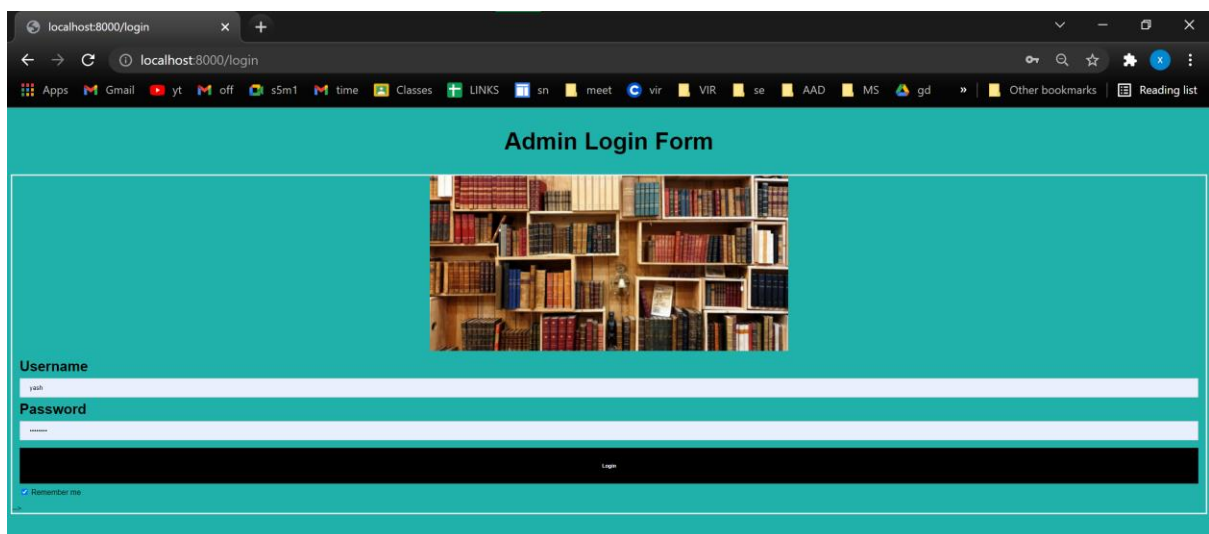 localhost:8000/login
localhost:8000/login
Apps Gmail yt off s5m1 time Classes LINKS sn meet vir VIR se AAD MS gd » Other bookmarks Reading list
Admin Login Form
Username
yash
Password
Login
Remember me
-->